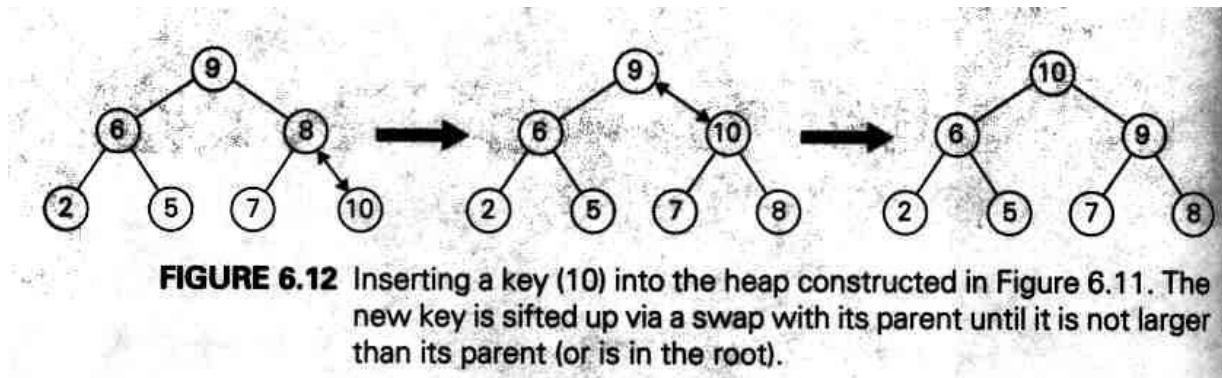 9 9 10
6 8 6 10 6 9
2 5 7 10 2 5 7 8 2 5 7 8
FIGURE 6.12 Inserting a key (10) into the heap constructed in Figure 6.11. The
new key is sifted up via a swap with its parent until it is not larger
than its parent (or is in the root).